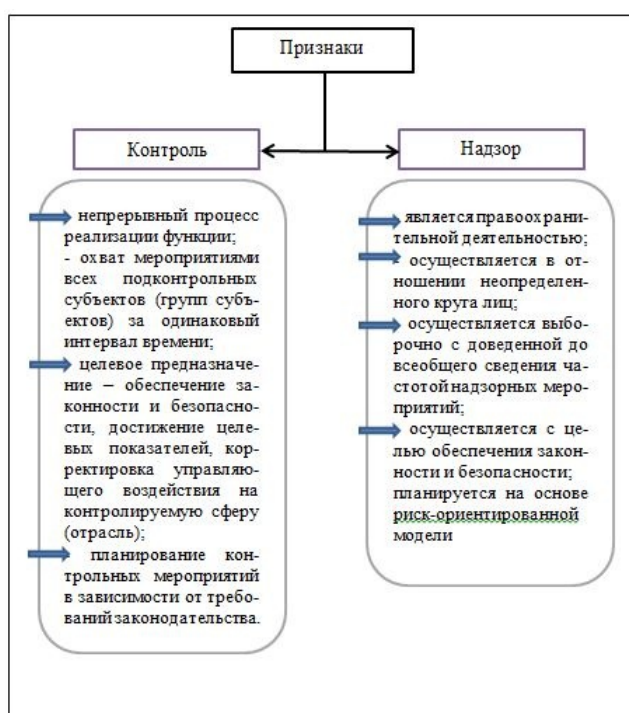 Признаки
Контроль
Надзор
непрерывный процесс
реализации функции;
- охват мероприятиями
всех подконтрольных
субъектов (групп субъ-
ектов) за одинаковый
интервал времени;
целевое предназначе-
ние – обеспечение за-
конности и безопасно-
сти, достижение целе-
вых показателей, кор-
ректировка управляю-
щего воздействия на
контролируемую сферу
(отрасль);
планирование кон-
трольных мероприятий
в зависимости от требо-
ваний законодательства.
является правоохрани-
тельной деятельностью;
- осуществляется в от-
ношении неопределен-
ного круга лиц;
осуществляется выбо-
рочно с доведенной до
всеобщего сведения ча-
стотой надзорных меро-
приятий;
осуществляется с це-
лью обеспечения закон-
ности и безопасности;
планируется на основе
риск-ориентированной
модели